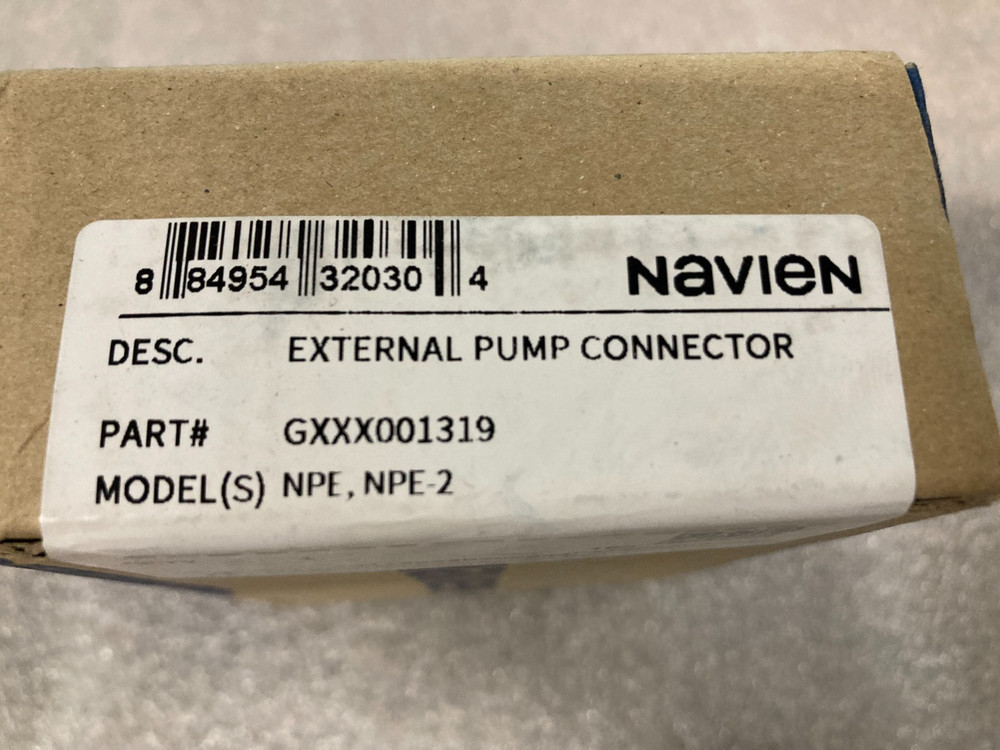 8 84954 32030 4
NAVIEN
DESC. EXTERNAL PUMP CONNECTOR
PART# GXXX001319
MODEL(S) NPE, NPE-2